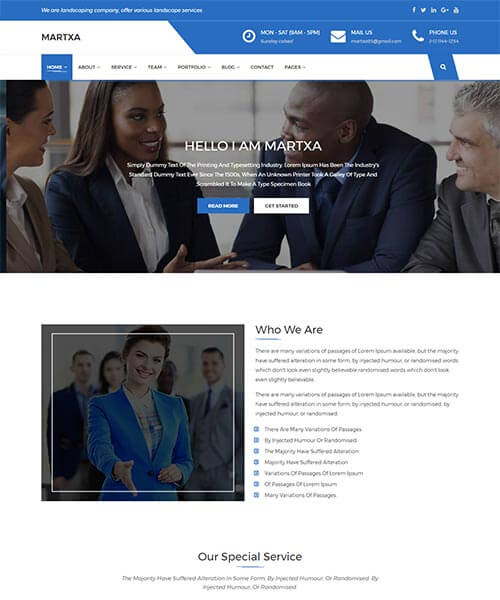 We are landscaping company, offer various landscape services
MARTXA
MON - SAT (9AM - 5PM)
Sunday colsed
MAIL US
martxa85@gmail.com
PHONE US
HOME
ABOUT
SERVICE
TEAM
PORTFOLIO
BLOG
CONTACT
PAGES
HELLO I AM MARTXA
Simply Dummy Text Of The Printing And Typesetting Industry. Lorem Ipsum Has Been The Industry's
Standard Dummy Text Ever Since The 1500s, When An Unknown Printer Took A Galley Of Type And
Scrambled It To Make A Type Specimen Book
READ MORE
GET STARTED
Who We Are
There are many variations of passages of Lorem Ipsum available, but the majority
have suffered alteration in some form, by injected humour, or randomised words
which don't look even slightly believable randomised words which don't look
even slightly believable.
There are many variations of passages of Lorem Ipsum available, but the majority
have suffered alteration in some form, by injected humour, or randomised. by
injected humour, or randomised.
There Are Many Variations Of Passages
By Injected Humour Or Randomised
The Majority Have Suffered Alteration
Majority Have Suffered Alteration
Variations Of Passages Of Lorem Ipsum
Of Passages Of Lorem Ipsum
Many Variations Of Passages.
Our Special Service
The Majority Have Suffered Alteration In Some Form, By Injected Humour, Or Randomised. By
Injected Humour, Or Randomised.